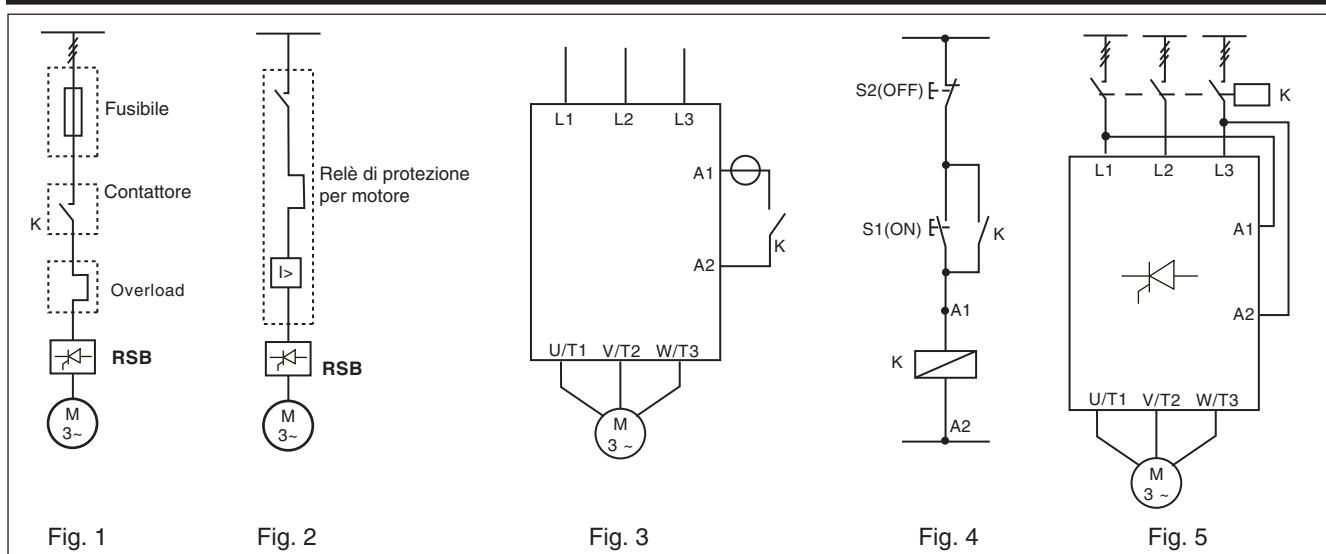 Fusibile
Contattore
K
Overload
RSB
M
3~
Fig. 1
Relè di protezione
per motore
I>
RSB
M
3~
Fig. 2
L1 L2 L3
A1
K
A2
U/T1 V/T2 W/T3
M
3 ~
Fig. 3
S2(OFF)
S1(ON) K
A1
K
A2
Fig. 4
K
L1 L2 L3
A1
A2
U/T1 V/T2 W/T3
M
3 ~
Fig. 5